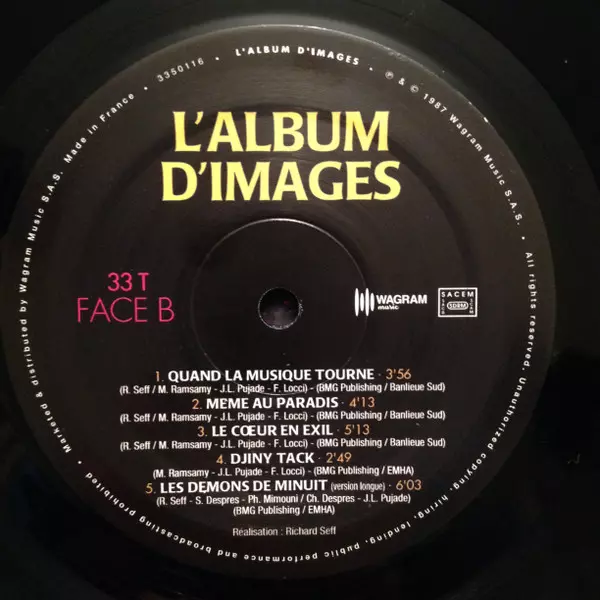 Marketed & distributed by Wagram Music S.A.S. Made in France • 3350116 • L'ALBUM D'IMAGES • ℗ & © 1987 Wagram Music S.A.S. • All rights reserved. Unauthorized copying, hiring, lending, public performance and broadcasting prohibited •
L'ALBUM
D'IMAGES
33 T
FACE B
WAGRAM
music
SACEM
SDRM
SACD
SCAM
1. QUAND LA MUSIQUE TOURNE - 3'56
(R. Seff / M. Ramsamy - J.L. Pujade - F. Locci) - (BMG Publishing / Banlieue Sud)
2. MEME AU PARADIS - 4'13
(R. Seff / M. Ramsamy - J.L. Pujade - F. Locci) - (BMG Publishing / Banlieue Sud)
3. LE CŒUR EN EXIL - 5'13
(R. Seff / M. Ramsamy - J.L. Pujade - F. Locci) - (BMG Publishing / Banlieue Sud)
4. DJINY TACK - 2'49
(M. Ramsamy - J.L. Pujade - F. Locci) - (BMG Publishing / EMHA)
5. LES DEMONS DE MINUIT (version longue) - 6'03
(R. Seff - S. Despres - Ph. Mimouni / Ch. Despres - J.L. Pujade)
(BMG Publishing / EMHA)
Réalisation : Richard Seff